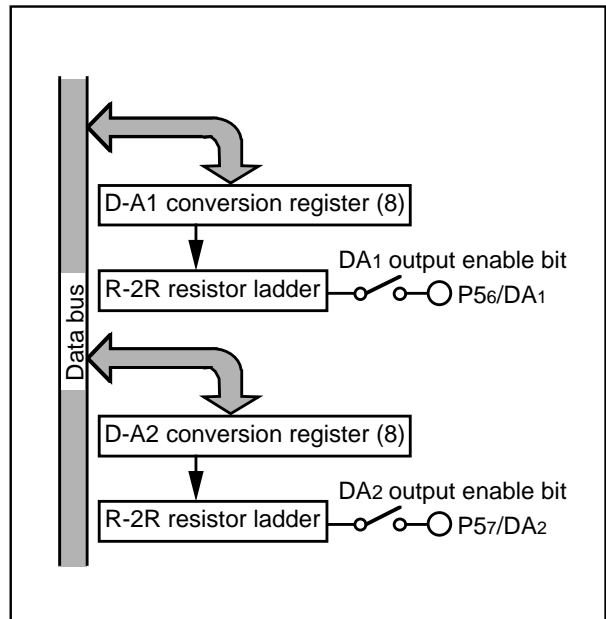 Data bus
D-A1 conversion register (8)
DA1 output enable bit
R-2R resistor ladder
P56/DA1
D-A2 conversion register (8)
DA2 output enable bit
R-2R resistor ladder
P57/DA2